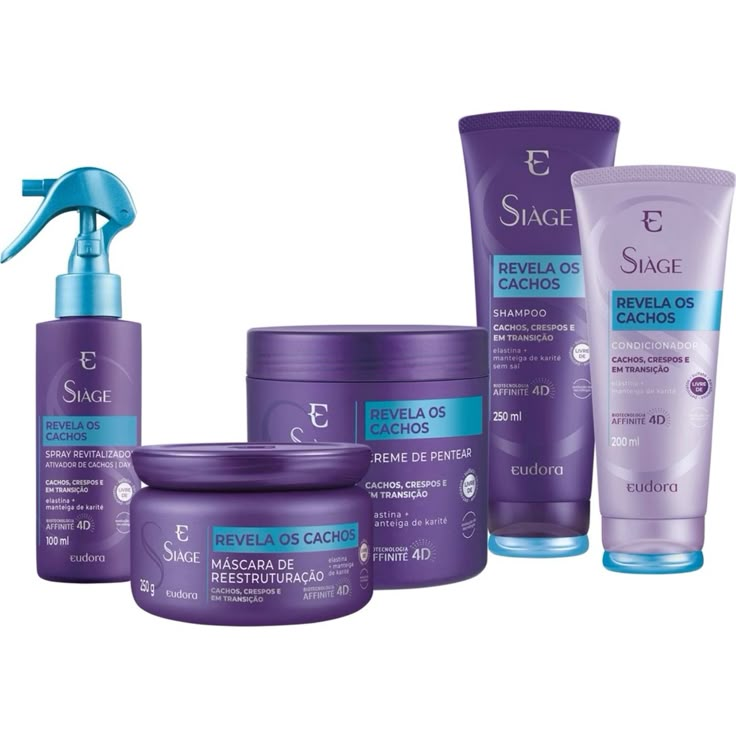 E
SIÀGE
REVELA OS
CACHOS
SPRAY REVITALIZADOR
ATIVADOR DE CACHOS | DAY
CACHOS, CRESPOS E
EM TRANSIÇÃO
elastina +
manteiga de karité
BIOTECNOLOGIA
AFFINITÉ 4D
100 ml
eudora
E
SIÀGE
REVELA OS CACHOS
MÁSCARA DE
REESTRUTURAÇÃO
CACHOS, CRESPOS E
EM TRANSIÇÃO
elastina
+ manteiga
de karité
BIOTECNOLOGIA
AFFINITÉ 4D
250 g
eudora
E
REVELA OS
CACHOS
CREME DE PENTEAR
CACHOS, CRESPOS E
EM TRANSIÇÃO
elastina +
manteiga de karité
BIOTECNOLOGIA
AFFINITÉ 4D
E
SIÀGE
REVELA OS
CACHOS
SHAMPOO
CACHOS, CRESPOS E
EM TRANSIÇÃO
elastina +
manteiga de karité
sem sal
BIOTECNOLOGIA
AFFINITÉ 4D
250 ml
eudora
E
SIÀGE
REVELA OS
CACHOS
CONDICIONADOR
CACHOS, CRESPOS E
EM TRANSIÇÃO
elastina +
manteiga de karité
LIVRE
DE
BIOTECNOLOGIA
AFFINITÉ 4D
200 ml
eudora